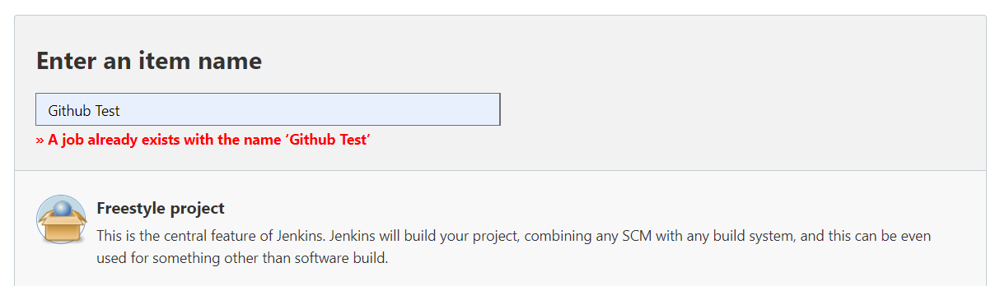 Enter an item name
Github Test
» A job already exists with the name ‘Github Test’
Freestyle project
This is the central feature of Jenkins. Jenkins will build your project, combining any SCM with any build system, and this can be even
used for something other than software build.